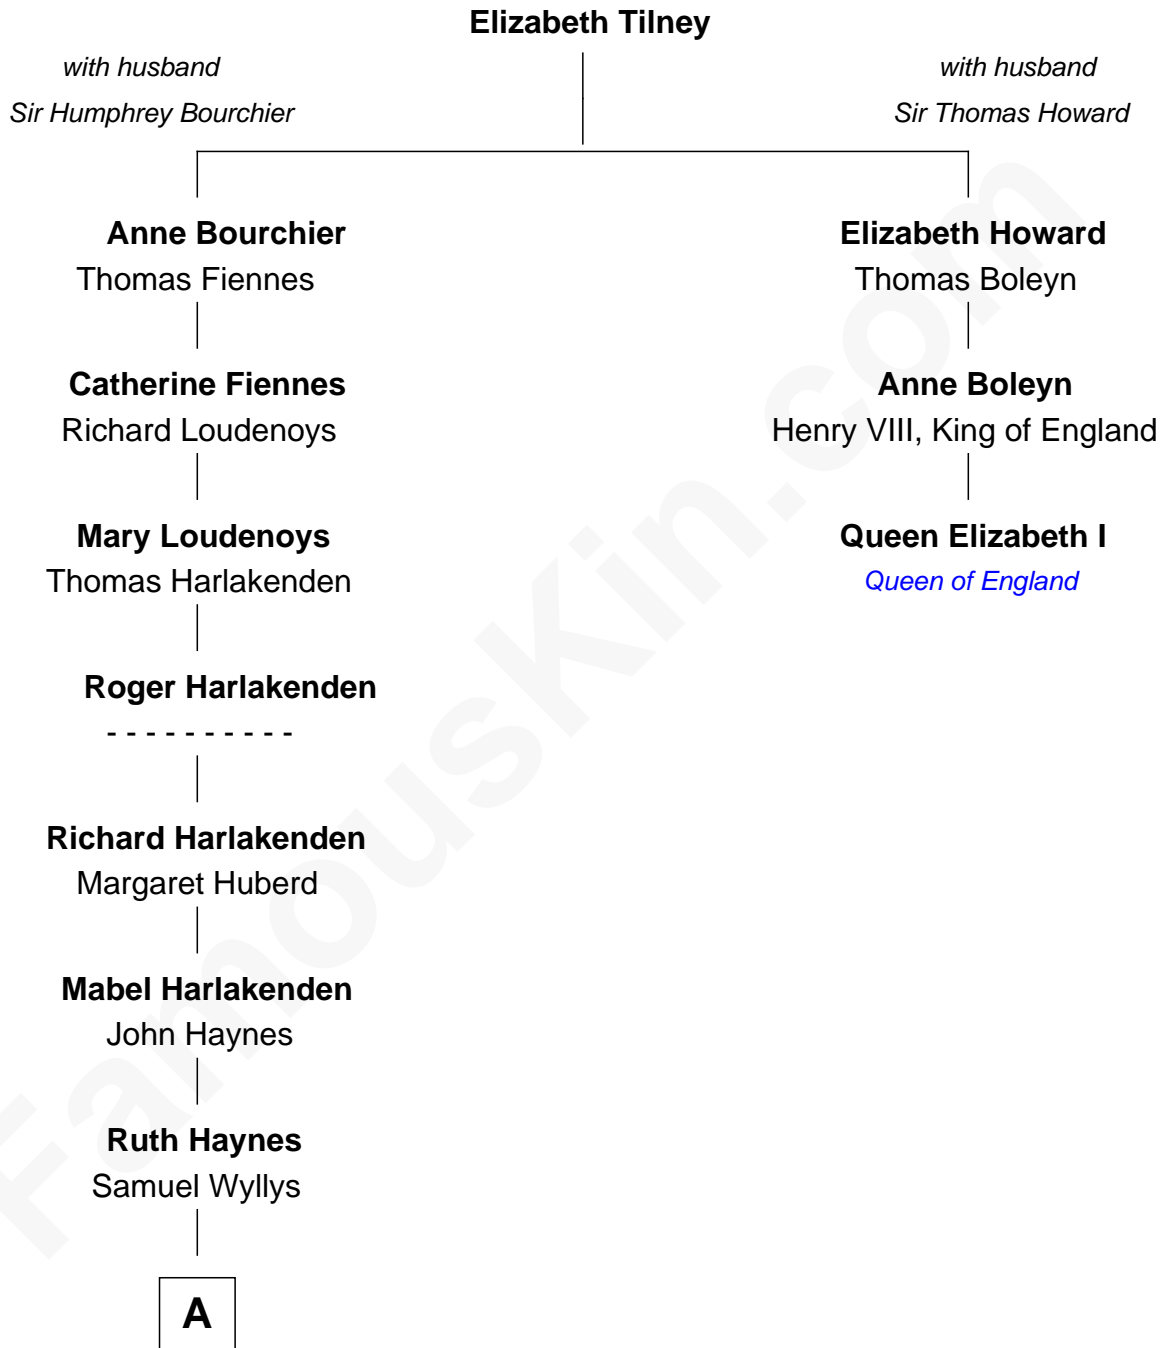 Elizabeth Tilney
with husband
Sir Humphrey Bourchier
with husband
Sir Thomas Howard
Anne Bourchier
Thomas Fiennes
Elizabeth Howard
Thomas Boleyn
Catherine Fiennes
Richard Loudenoys
Anne Boleyn
Henry VIII, King of England
Mary Loudenoys
Thomas Harlakenden
Queen Elizabeth I
Queen of England
Roger Harlakenden
- - - - - - - - - -
Richard Harlakenden
Margaret Huberd
Mabel Harlakenden
John Haynes
Ruth Haynes
Samuel Wyllys
A
FamousKin.com